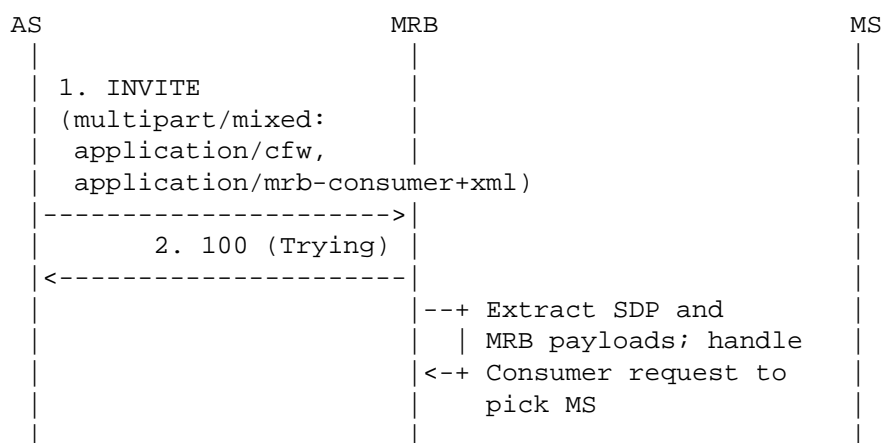 AS MRB MS
1. INVITE
(multipart/mixed:
application/cfw,
application/mrb-consumer+xml)
2. 100 (Trying)
Extract SDP and
MRB payloads; handle
Consumer request to
pick MS